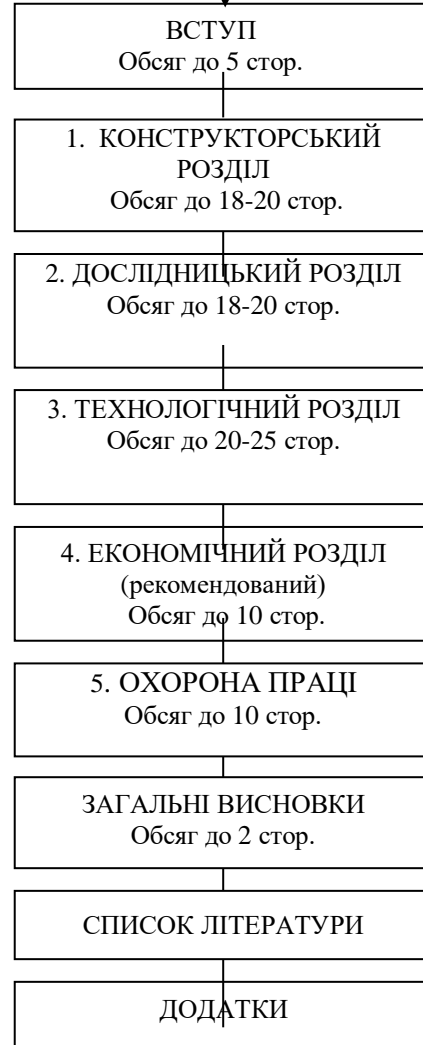 ВСТУП
Обсяг до 5 стор.
1. КОНСТРУКТОРСЬКИЙ
РОЗДІЛ
Обсяг до 18-20 стор.
2. ДОСЛІДНИЦЬКИЙ РОЗДІЛ
Обсяг до 18-20 стор.
3. ТЕХНОЛОГІЧНИЙ РОЗДІЛ
Обсяг до 20-25 стор.
4. ЕКОНОМІЧНИЙ РОЗДІЛ
(рекомендований)
Обсяг до 10 стор.
5. ОХОРОНА ПРАЦІ
Обсяг до 10 стор.
ЗАГАЛЬНІ ВИСНОВКИ
Обсяг до 2 стор.
СПИСОК ЛІТЕРАТУРИ
ДОДАТКИ